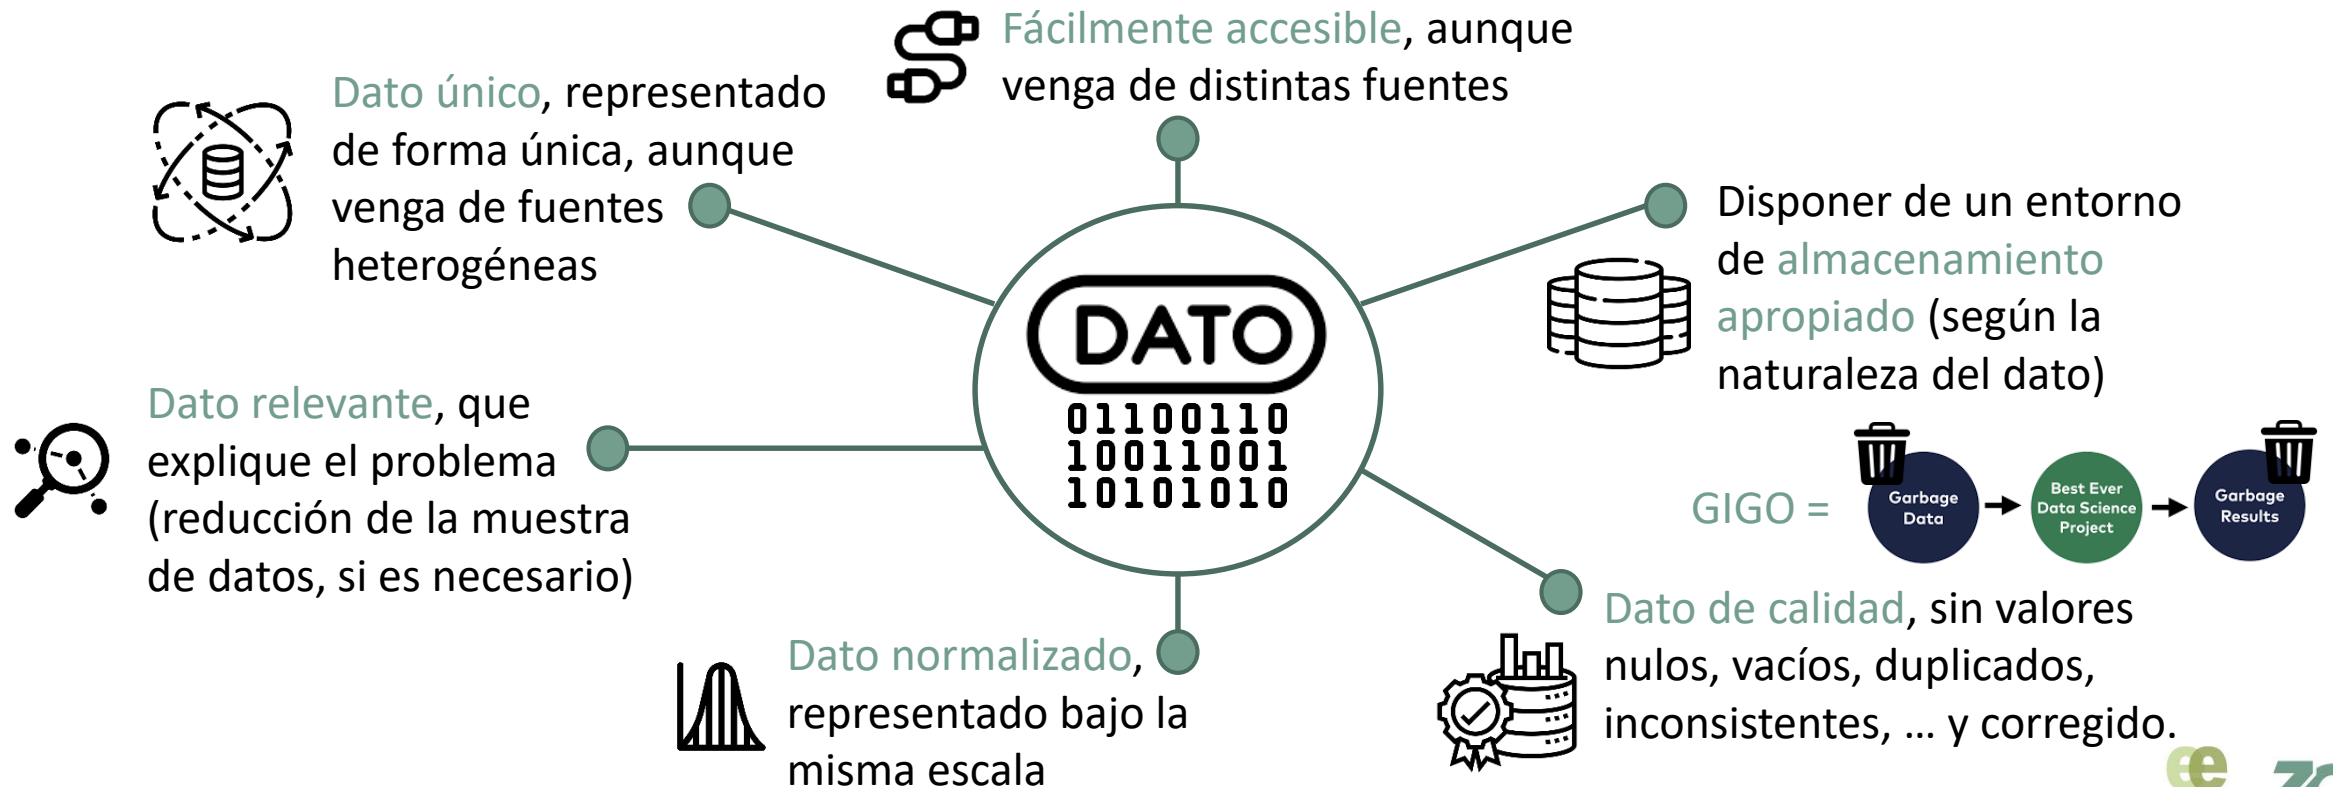 Fácilmente accesible, aunque
venga de distintas fuentes
Dato único, representado
de forma única, aunque
venga de fuentes
heterogéneas
Disponer de un entorno
de almacenamiento
apropiado (según la
naturaleza del dato)
DATO
01100110
10011001
10101010
Dato relevante, que
explique el problema
(reducción de la muestra
de datos, si es necesario)
GIGO =
Garbage
Data
Best Ever
Data Science
Project
Garbage
Results
Dato de calidad, sin valores
nulos, vacíos, duplicados,
inconsistentes, ... y corregido.
Dato normalizado,
representado bajo la
misma escala